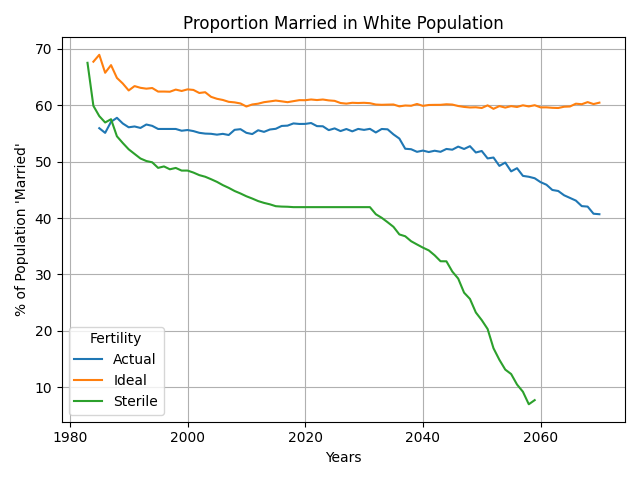 Proportion Married in White Population
% of Population 'Married'
70
60
50
40
30
20
10
Fertility
Actual
Ideal
Sterile
1980
2000
2020
2040
2060
Years